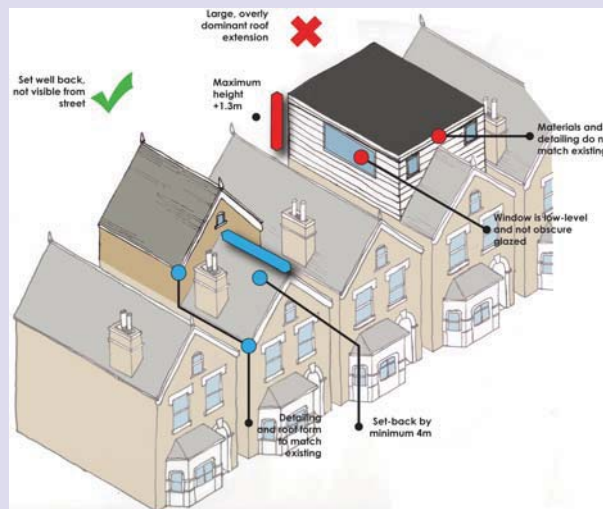 Large, overly
dominant roof
extension
Set well back,
not visible from
street
Maximum
height
+1.3m
Materials and
detailing do n
match existing
Window is low-level
and not obscure
glazed
Detailing
and roof form
to match
existing
Set-back by
minimum 4m